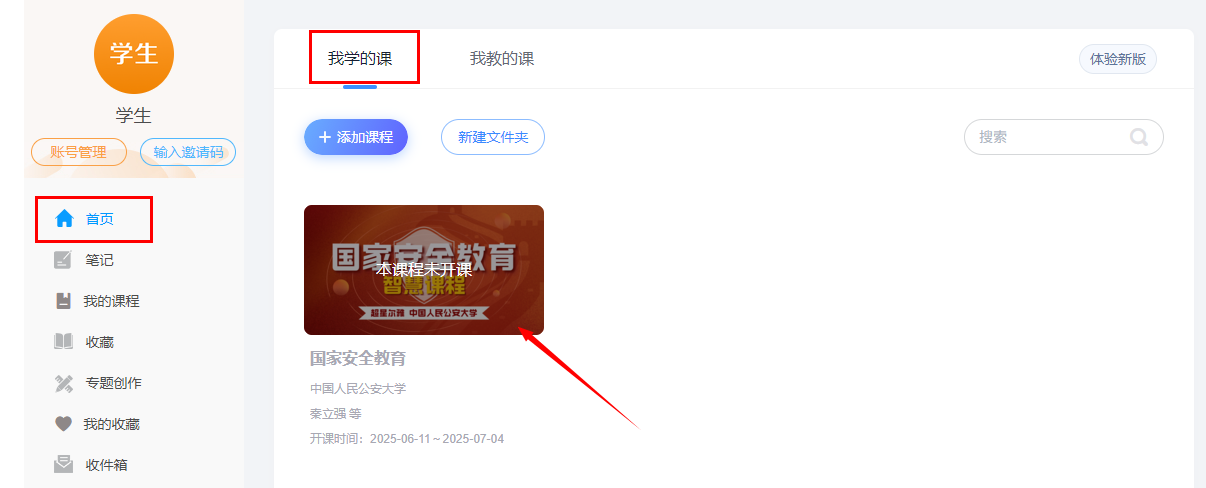 学生
学生
账号管理
输入邀请码
首页
笔记
我的课程
收藏
专题创作
我的收藏
收件箱
我学的课
我教的课
体验新版
+ 添加课程
新建文件夹
搜索
国家安全教育
本课程未开课
智慧课程
超星尔雅 中国人民公安大学
国家安全教育
中国人民公安大学
秦立强 等
开课时间：2025-06-11～2025-07-04